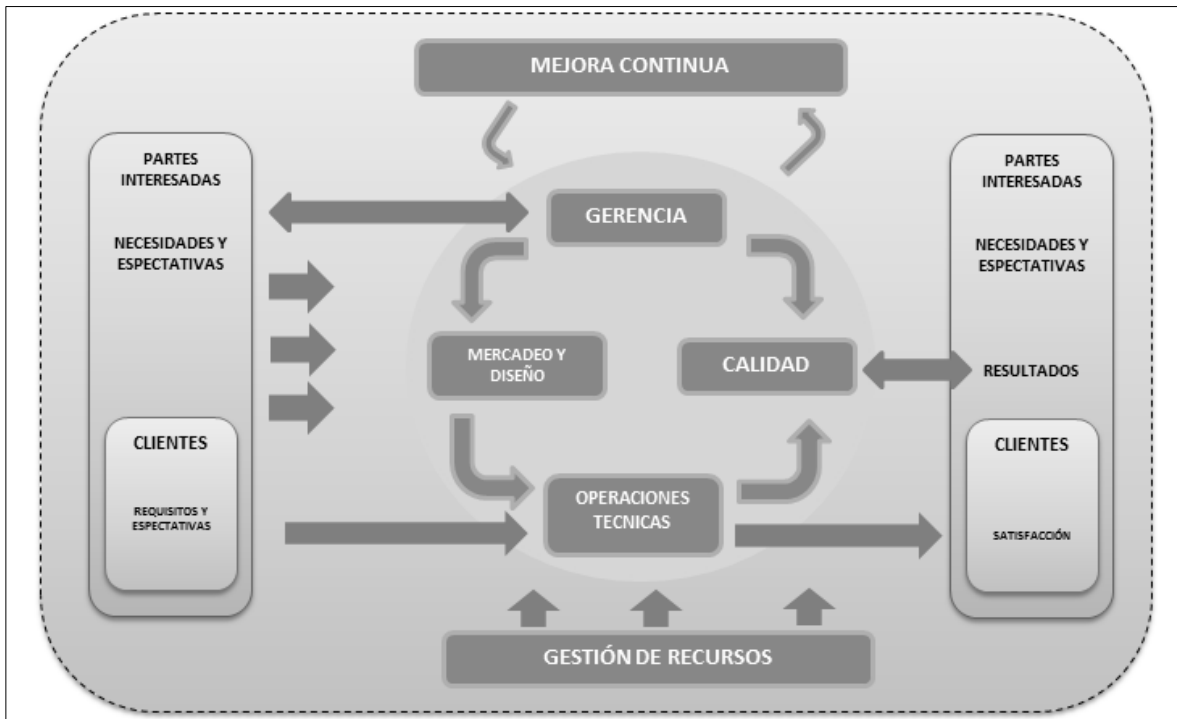 MEJORA CONTINUA
PARTES
INTERESADAS
NECESIDADES Y
ESPECTATIVAS
CLIENTES
REQUISITOS Y
ESPECTATIVAS
GERENCIA
MERCADEO Y
DISEÑO
CALIDAD
OPERACIONES
TECNICAS
GESTIÓN DE RECURSOS
PARTES
INTERESADAS
NECESIDADES Y
ESPECTATIVAS
RESULTADOS
CLIENTES
SATISFACCIÓN